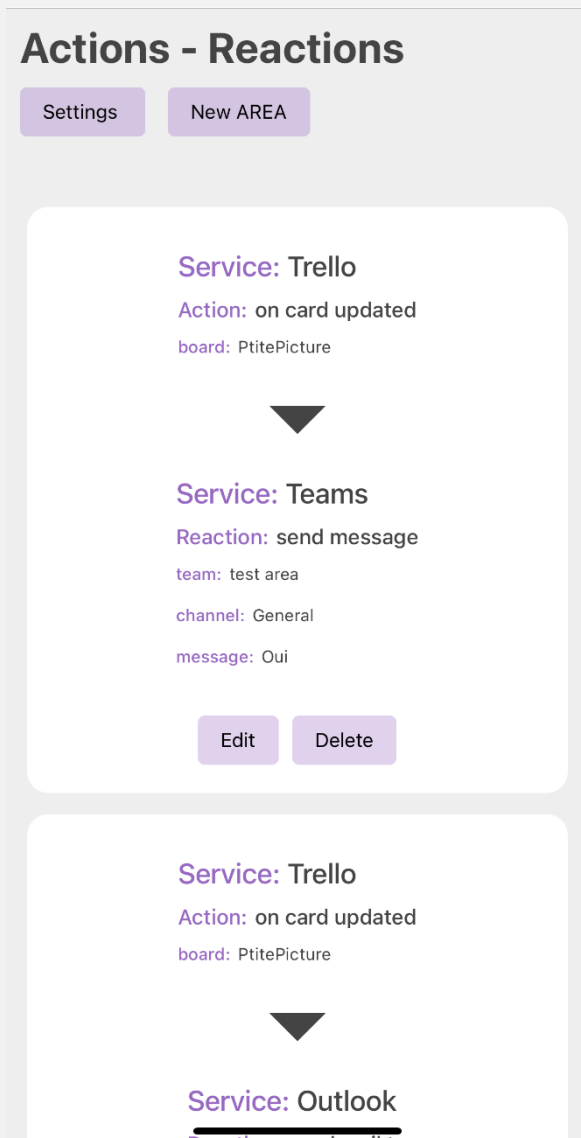 Actions - Reactions
Settings New AREA
Service: Trello
Action: on card updated
board: PtitePicture
Service: Teams
Reaction: send message
team: test area
channel: General
message: Oui
Edit Delete
Service: Trello
Action: on card updated
board: PtitePicture
Service: Outlook